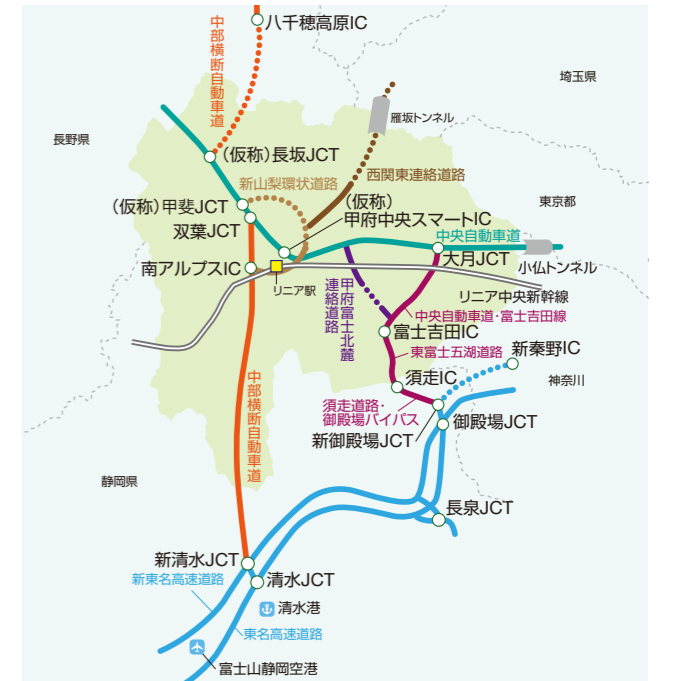 八千穂高原IC
中部横断自動車道
埼玉県
雁坂トンネル
長野県
(仮称)長坂JCT
西関東連絡道路
新山梨環状道路
(仮称)甲斐JCT
(仮称)
甲府中央スマートIC
東京都
双葉JCT
中央自動車道
大月JCT
小仏トンネル
南アルプスIC
リニア駅
リニア中央新幹線
甲府富士北麓
連絡道路
中央自動車道・富士吉田線
富士吉田IC
東富士五湖道路
新秦野IC
須走IC
神奈川
中部横断自動車道
須走道路・
御殿場バイパス
御殿場JCT
新御殿場JCT
静岡県
長泉JCT
新清水JCT
新東名高速道路
清水JCT
清水港
東名高速道路
富士山静岡空港